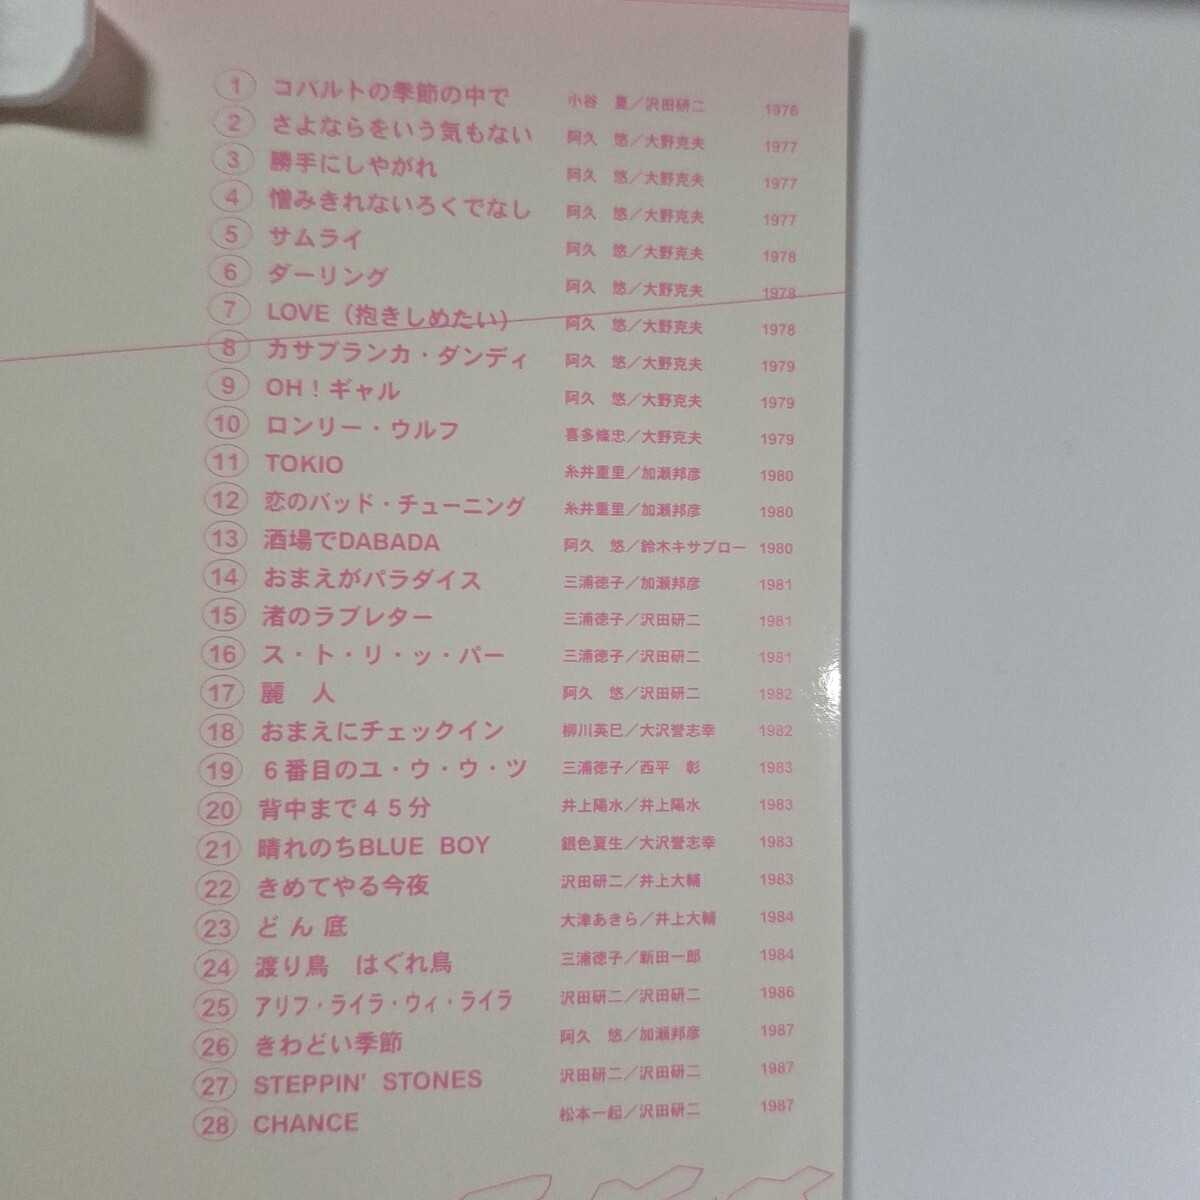 ① コバルトの季節の中で 小谷 夏／沢田研二 1976
② さよならをいう気もない 阿久 悠／大野克夫 1977
③ 勝手にしやがれ 阿久 悠／大野克夫 1977
④ 憎みきれないろくでなし 阿久 悠／大野克夫 1977
⑤ サムライ 阿久 悠／大野克夫 1978
⑥ ダーリング 阿久 悠／大野克夫 1978
⑦ LOVE（抱きしめたい） 阿久 悠／大野克夫 1978
⑧ カサブランカ・ダンディ 阿久 悠／大野克夫 1979
⑨ OH！ギャル 阿久 悠／大野克夫 1979
⑩ ロンリー・ウルフ 喜多條忠／大野克夫 1979
⑪ TOKIO 糸井重里／加瀬邦彦 1980
⑫ 恋のバッド・チューニング 糸井重里／加瀬邦彦 1980
⑬ 酒場でDABADA 阿久 悠／鈴木キサブロー 1980
⑭ おまえがパラダイス 三浦徳子／加瀬邦彦 1981
⑮ 渚のラブレター 三浦徳子／沢田研二 1981
⑯ ス・ト・リ・ッ・パー 三浦徳子／沢田研二 1981
⑰ 麗 人 阿久 悠／沢田研二 1982
⑱ おまえにチェックイン 柳川英巳／大沢誉志幸 1982
⑲ ６番目のユ・ウ・ウ・ツ 三浦徳子／西平 彰 1983
⑳ 背中まで４５分 井上陽水／井上陽水 1983
㉑ 晴れのちBLUE BOY 銀色夏生／大沢誉志幸 1983
㉒ きめてやる今夜 沢田研二／井上大輔 1983
㉓ どん底 大津あきら／井上大輔 1984
㉔ 渡り鳥 はぐれ鳥 三浦徳子／新田一郎 1984
㉕ アリフ・ライラ・ウィ・ライラ 沢田研二／沢田研二 1986
㉖ きわどい季節 阿久 悠／加瀬邦彦 1987
㉗ STEPPIN' STONES 沢田研二／沢田研二 1987
㉘ CHANCE 松本一起／沢田研二 1987